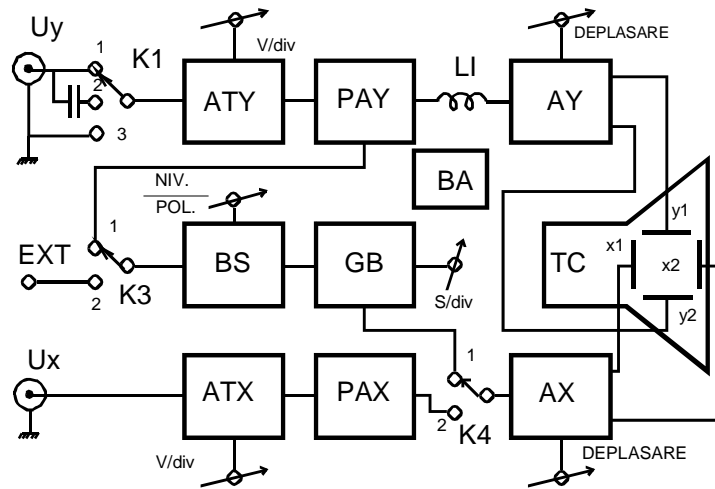 Uy
1
K1
2
3
V/div
ATY
PAY
LI
DEPLASARE
AY
BA
NIV.
POL.
1
EXT
2
K3
BS
GB
S/div
TC
x1
y1
x2
y2
Ux
ATX
PAX
1
2
K4
AX
V/div
DEPLASARE